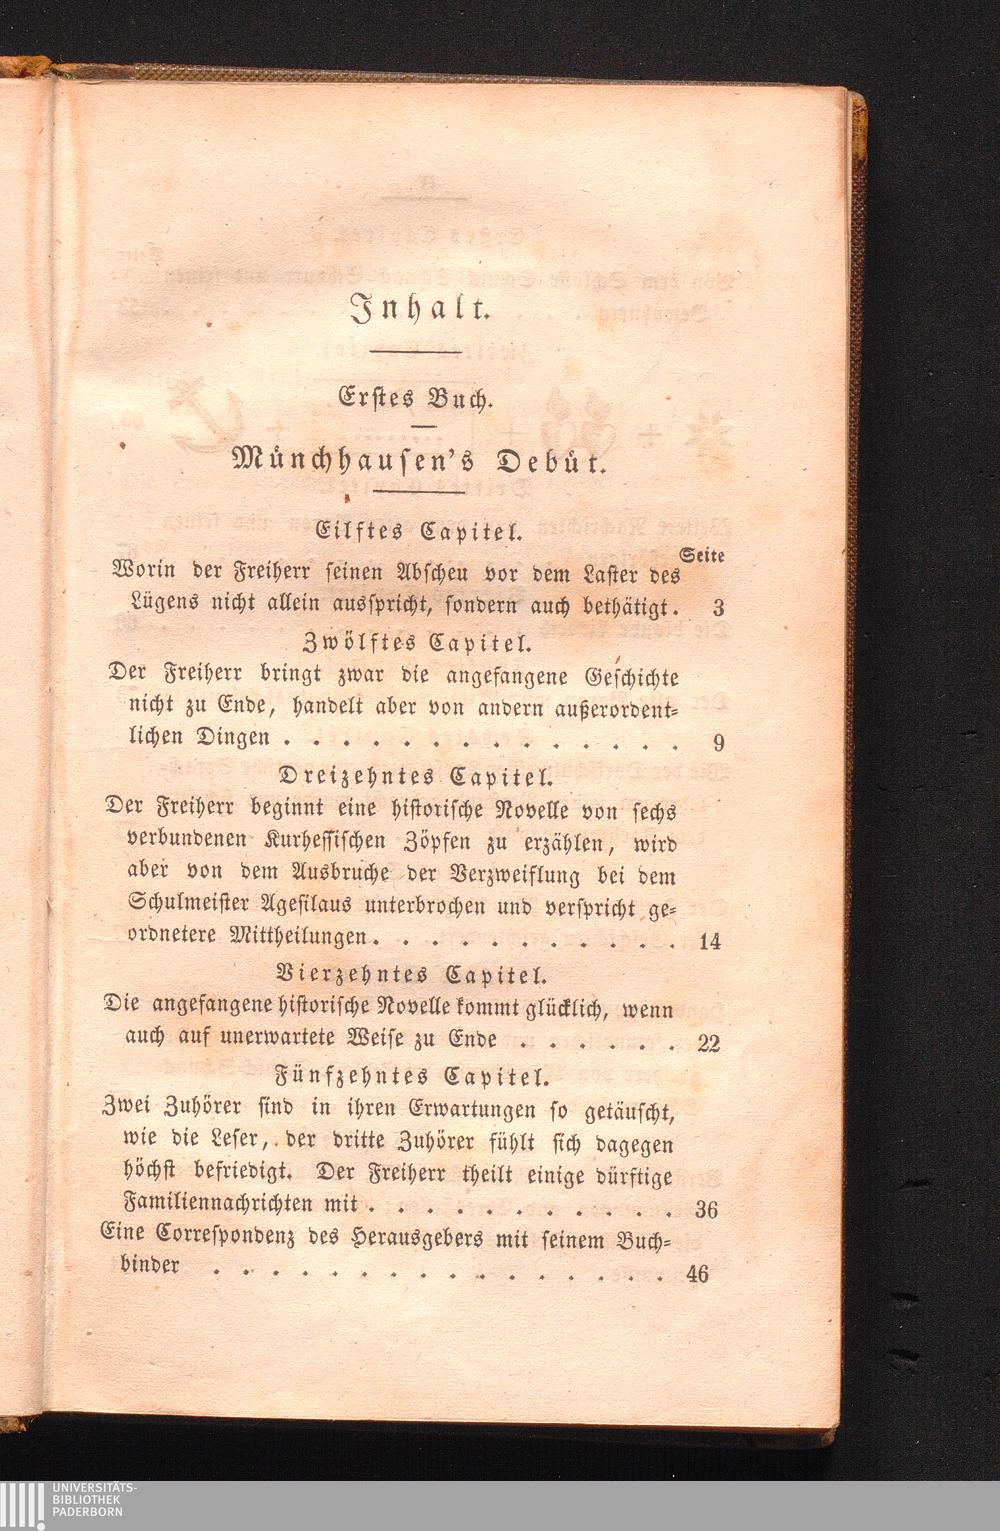 Inhalt.
Erstes Buch.
Münchhausen's Debüt.
Eilftes Capitel.
Seite
Worin der Freiherr seinen Abscheu vor dem Laster des
Lügens nicht allein ausspricht, sondern auch bethätigt. 3
Zwölftes Capitel.
Der Freiherr bringt zwar die angefangene Geschichte
nicht zu Ende, handelt aber von andern außerordent-
lichen Dingen . . . . . . . . . . . . . . 9
Dreizehntes Capitel.
Der Freiherr beginnt eine historische Novelle von sechs
verbundenen Kurhessischen Zöpfen zu erzählen, wird
aber von dem Ausbruche der Verzweiflung bei dem
Schulmeister Agesilaus unterbrochen und verspricht ge-
ordnetere Mittheilungen. . . . . . . . . . . 14
Vierzehntes Capitel.
Die angefangene historische Novelle kommt glücklich, wenn
auch auf unerwartete Weise zu Ende . . . . . . 22
Fünfzehntes Capitel.
Zwei Zuhörer sind in ihren Erwartungen so getäuscht,
wie die Leser, der dritte Zuhörer fühlt sich dagegen
höchst befriedigt. Der Freiherr theilt einige dürftige
Familiennachrichten mit . . . . . . . . . . . 36
Eine Correspondenz des Herausgebers mit seinem Buch-
binder . . . . . . . . . . . . . . . . 46
UNIVERSITÄTS-
BIBLIOTHEK
PADERBORN